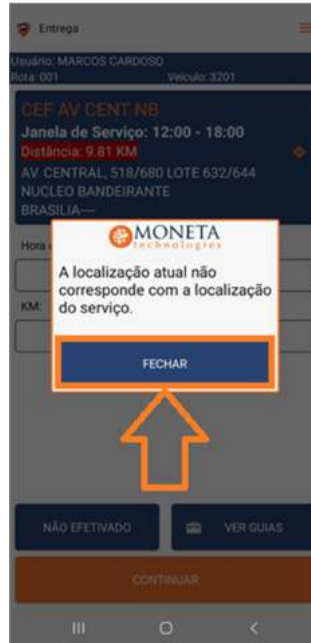 Entrega
Usuário: MARCOS CARDOSO
Rota: 001 Veículo: 3201
CEF AV CENT NB
Janela de Serviço: 12:00 - 18:00
Distância: 9.81 KM
AV. CENTRAL, 518/680 LOTE 632/644
NUCLEO BANDEIRANTE
BRASILIA----
Hora
MONETA
technologies
A localização atual não
corresponde com a localização
do serviço.
KM:
FECHAR
NÃO EFETIVADO VER GUIAS
CONTINUAR